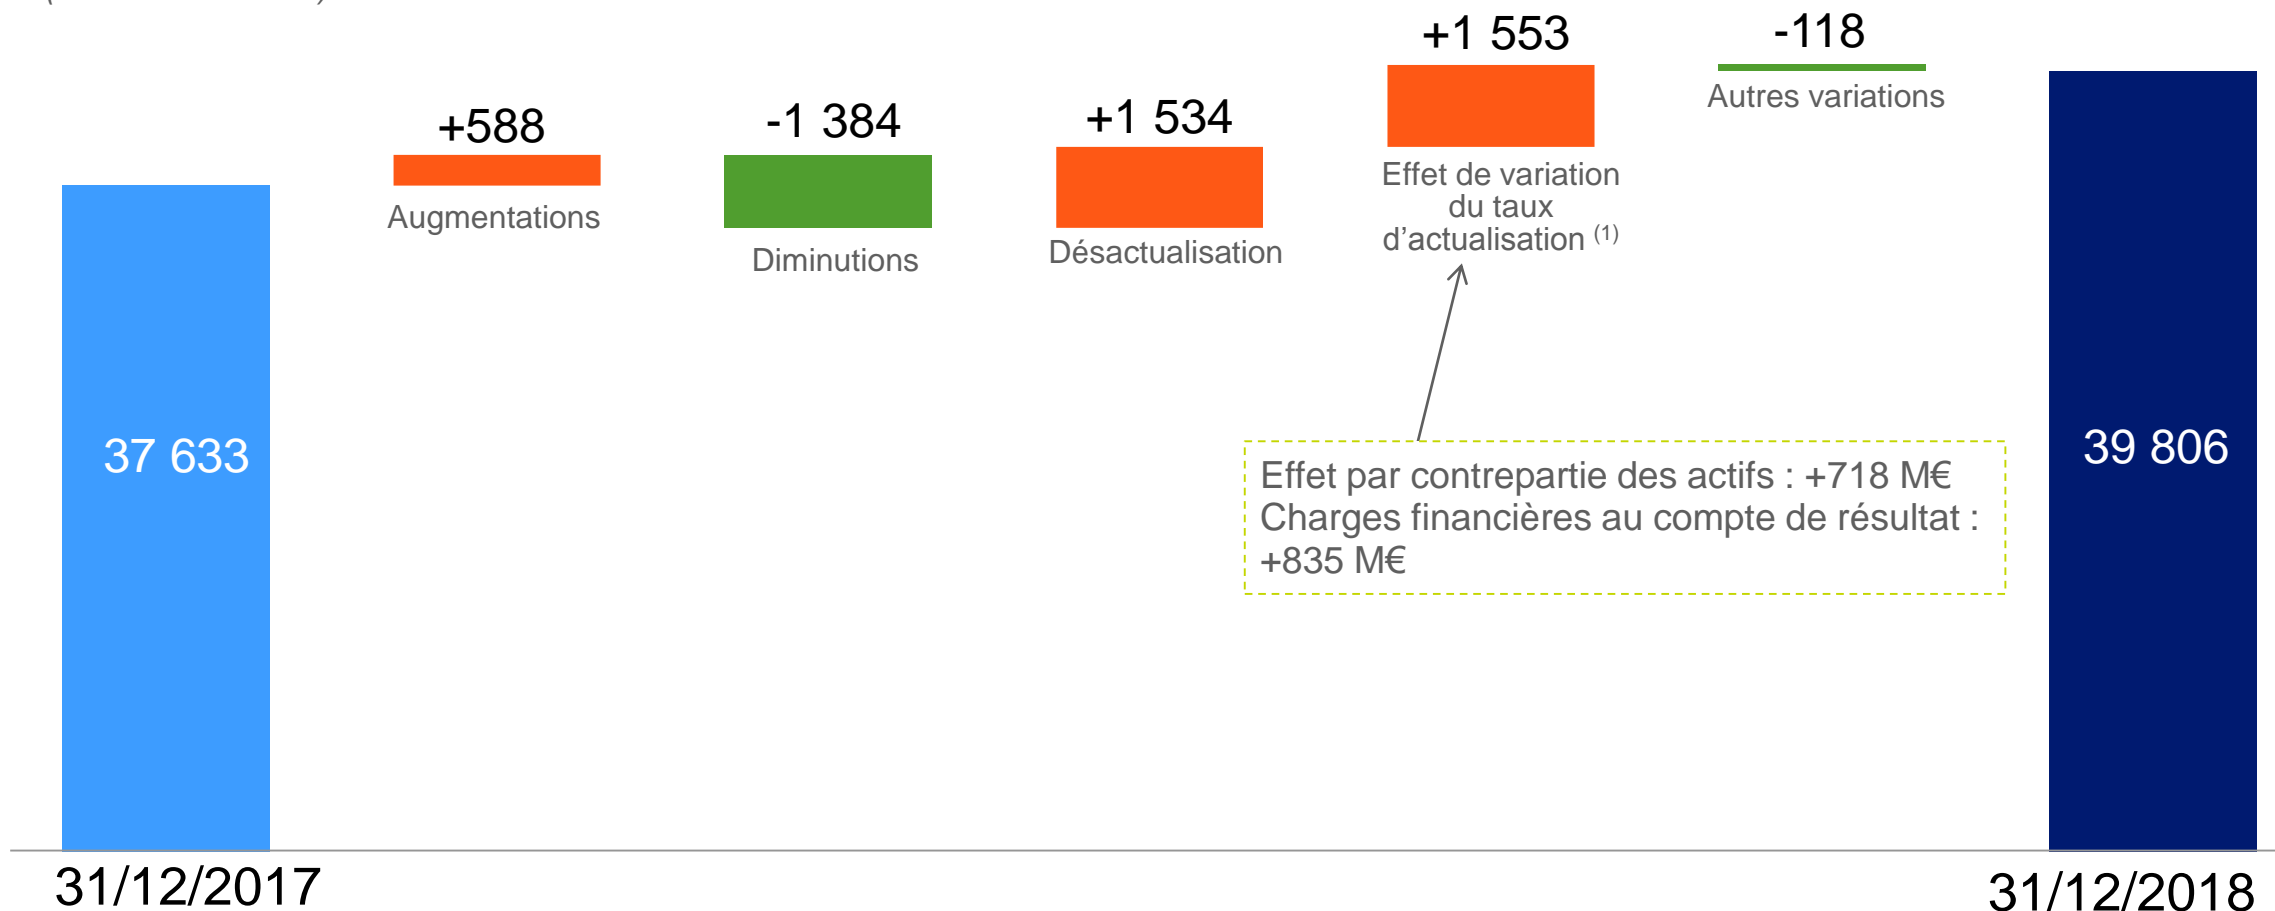 +1 553
-118
+588
-1 384
+1 534
Autres variations
Augmentations
Diminutions
Désactualisation
Effet de variation
du taux
d’actualisation (1)
37 633
39 806
Effet par contrepartie des actifs : +718 M€
Charges financières au compte de résultat :
+835 M€
31/12/2017
31/12/2018